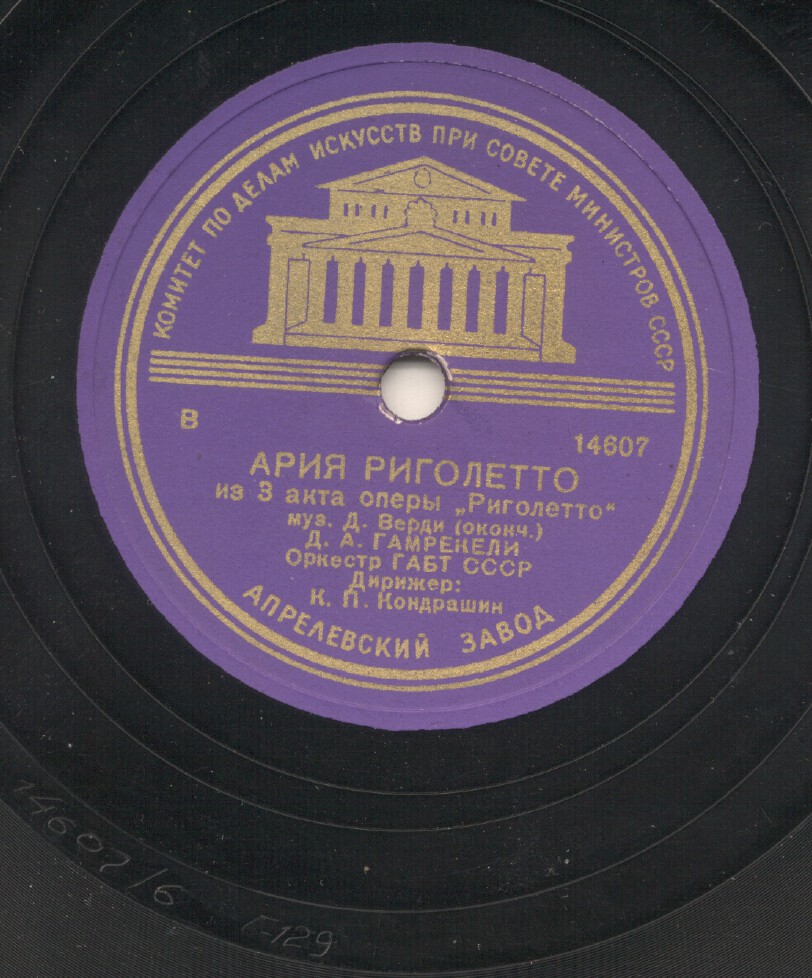 КОМИТЕТ ПО ДЕЛАМ ИСКУССТВ ПРИ СОВЕТЕ МИНИСТРОВ СССР
В
14607
АРИЯ РИГОЛЕТТО
из 3 акта оперы „Риголетто“
муз. Д. Верди (оконч.)
Д. А. ГАМРЕКЕЛИ
Оркестр ГАБТ СССР
Дирижер:
К. П. Кондрашин
АПРЕЛЕВСКИЙ ЗАВОД
14607/6 Г-129